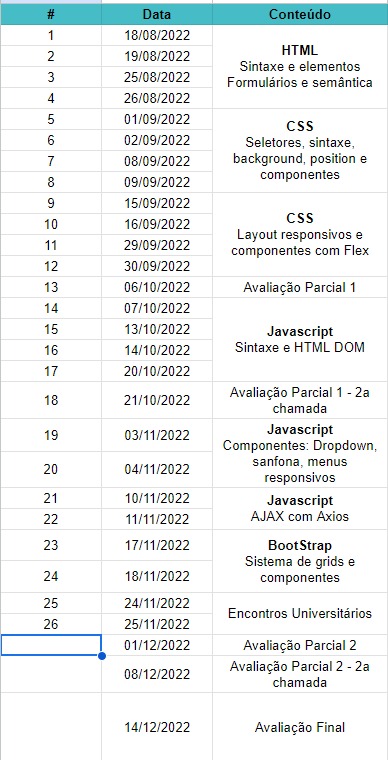 # Data Conteúdo
1 18/08/2022
2 19/08/2022
3 25/08/2022
4 26/08/2022
HTML
Sintaxe e elementos
Formulários e semântica
5 01/09/2022
6 02/09/2022
7 08/09/2022
8 09/09/2022
CSS
Seletores, sintaxe,
background, position e
componentes
9 15/09/2022
10 16/09/2022
11 29/09/2022
12 30/09/2022
CSS
Layout responsivos e
componentes com Flex
13 06/10/2022 Avaliação Parcial 1
14 07/10/2022
15 13/10/2022
16 14/10/2022
17 20/10/2022
Javascript
Sintaxe e HTML DOM
18 21/10/2022 Avaliação Parcial 1 - 2a
chamada
19 03/11/2022
20 04/11/2022
Javascript
Componentes: Dropdown,
sanfona, menus
responsivos
21 10/11/2022
22 11/11/2022
Javascript
AJAX com Axios
23 17/11/2022
24 18/11/2022
BootStrap
Sistema de grids e
componentes
25 24/11/2022
26 25/11/2022
Encontros Universitários
01/12/2022 Avaliação Parcial 2
08/12/2022 Avaliação Parcial 2 - 2a
chamada
14/12/2022 Avaliação Final